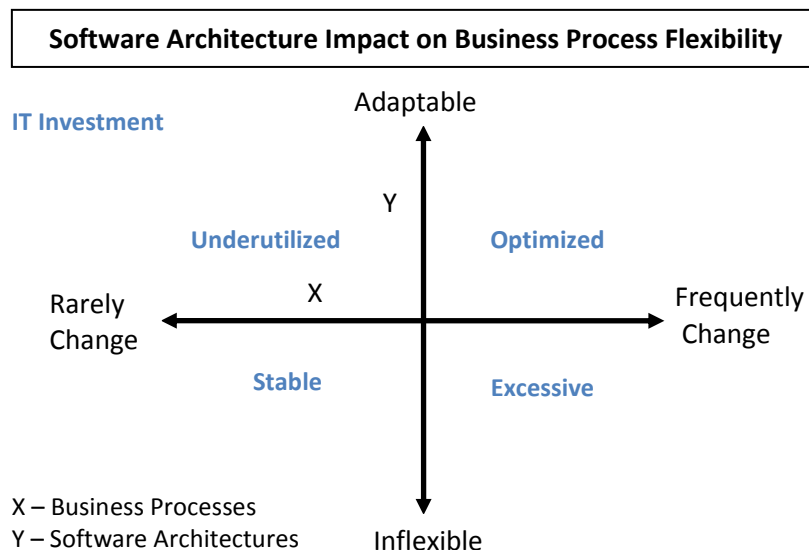 Software Architecture Impact on Business Process Flexibility
Adaptable
IT Investment
Y
Underutilized
Optimized
X
Rarely
Change
Frequently
Change
Stable
Excessive
X – Business Processes
Y – Software Architectures
Inflexible